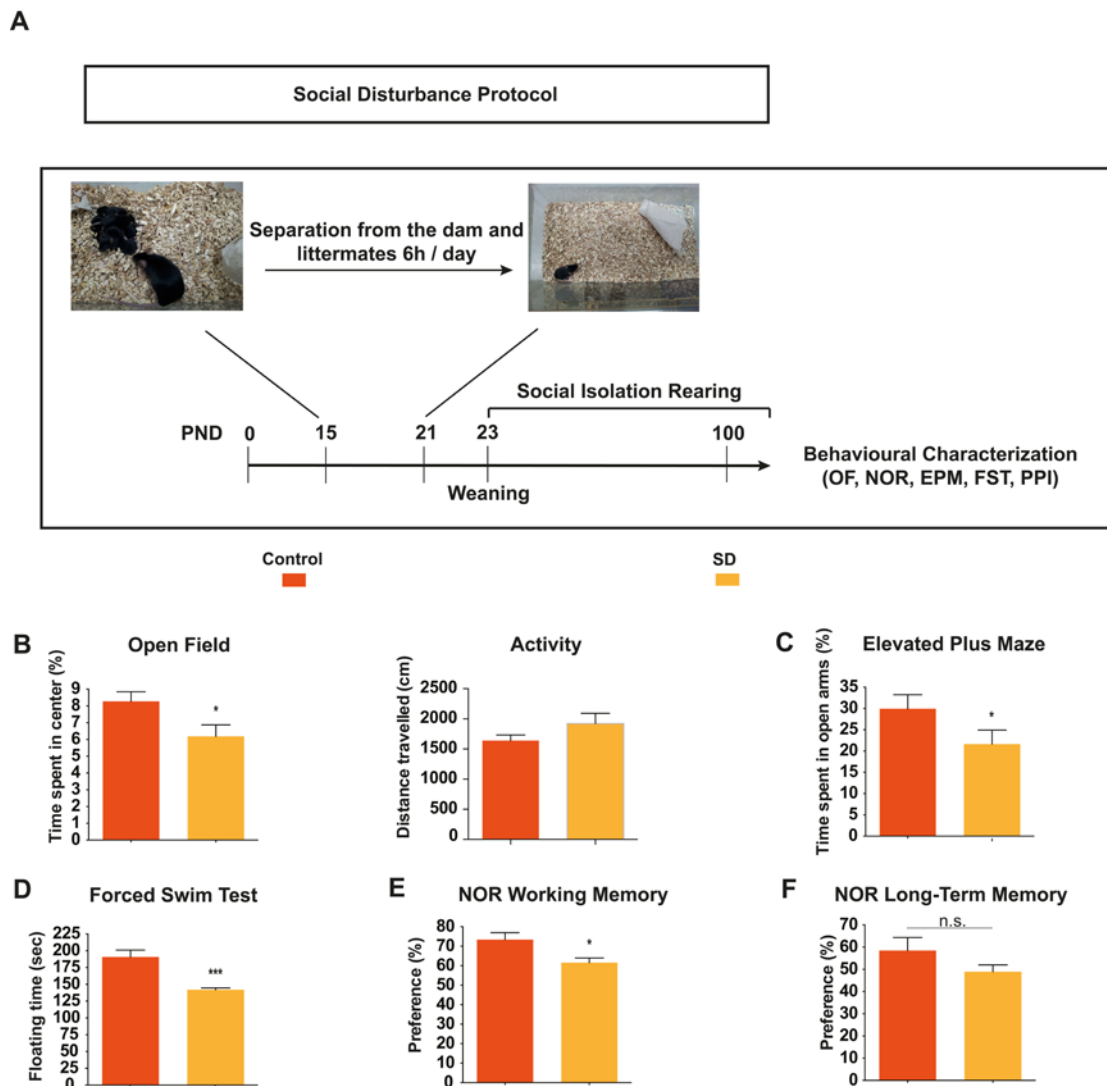 A
Social Disturbance Protocol
Separation from the dam and
littermates 6h / day
Social Isolation Rearing
PND 0 15 21 23 100
Weaning
Behavioural Characterization
(OF, NOR, EPM, FST, PPI)
Control
SD
B
Open Field
Time spent in center (%)
9
8
7
6
5
4
3
2
1
0
*
Activity
Distance travelled (cm)
2500
2000
1500
1000
500
0
C
Elevated Plus Maze
Time spent in open arms (%)
35
30
25
20
15
10
5
0
*
D
Forced Swim Test
Floating time (sec)
225
200
175
150
125
100
75
50
25
0
***
E
NOR Working Memory
Preference (%)
80
70
60
50
40
30
20
10
0
*
F
NOR Long-Term Memory
Preference (%)
70
60
50
40
30
20
10
0
n.s.